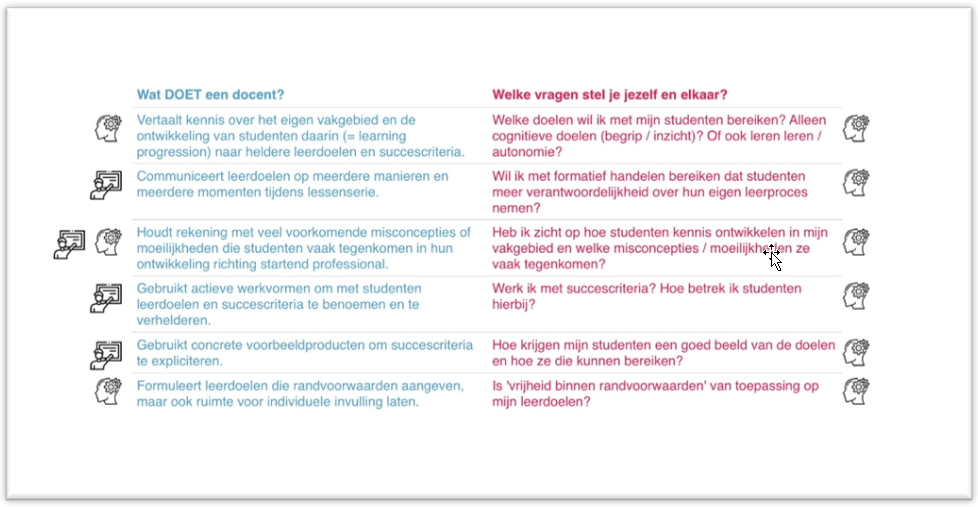 Wat DOET een docent?
Welke vragen stel je jezelf en elkaar?
Vertaalt kennis over het eigen vakgebied en de
ontwikkeling van studenten daarin (= learning
progression) naar heldere leerdoelen en succescriteria.
Welke doelen wil ik met mijn studenten bereiken? Alleen
cognitieve doelen (begrip / inzicht)? Of ook leren leren /
autonomie?
Communiceert leerdoelen op meerdere manieren en
meerdere momenten tijdens lessenserie.
Wil ik met formatief handelen bereiken dat studenten
meer verantwoordelijkheid over hun eigen leerproces
nemen?
Houdt rekening met veel voorkomende misconcepties of
moeilijkheden die studenten vaak tegenkomen in hun
ontwikkeling richting startend professional.
Heb ik zicht op hoe studenten kennis ontwikkelen in mijn
vakgebied en welke misconcepties / moeilijkheden ze
vaak tegenkomen?
Gebruikt actieve werkvormen om met studenten
leerdoelen en succescriteria te benoemen en te
verhelderen.
Werk ik met succescriteria? Hoe betrek ik studenten
hierbij?
Gebruikt concrete voorbeeldproducten om succescriteria
te expliciteren.
Hoe krijgen mijn studenten een goed beeld van de doelen
en hoe ze die kunnen bereiken?
Formuleert leerdoelen die randvoorwaarden aangeven,
maar ook ruimte voor individuele invulling laten.
Is 'vrijheid binnen randvoorwaarden' van toepassing op
mijn leerdoelen?